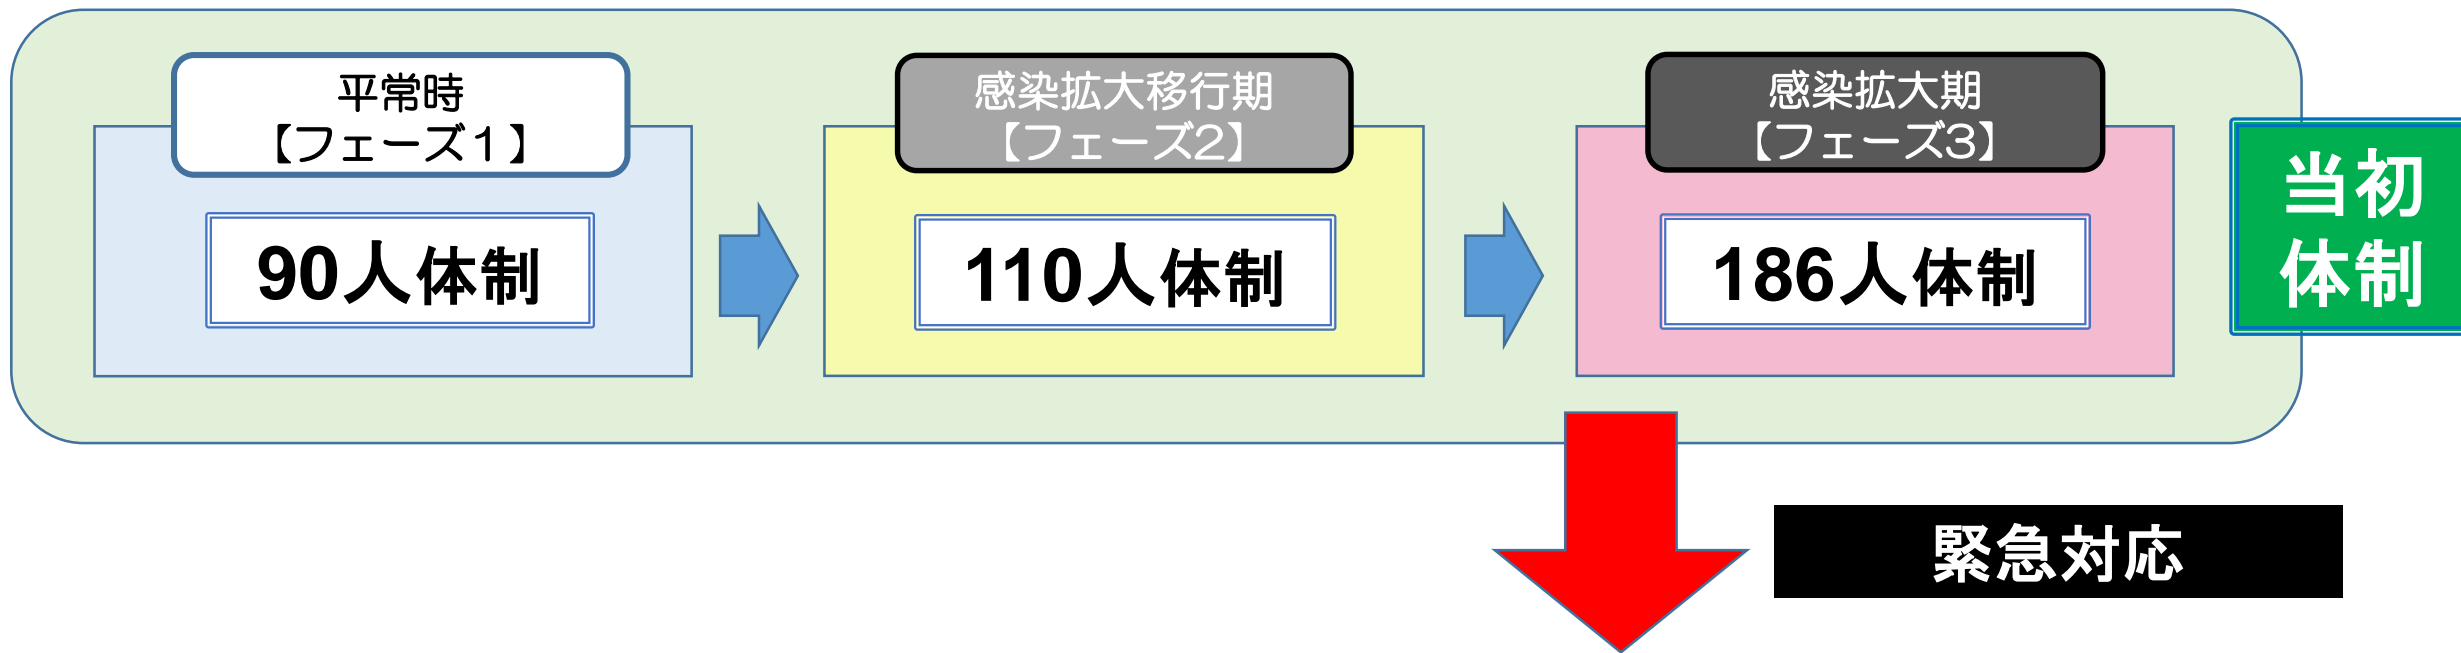 平常時
【フェーズ１】
90人体制
感染拡大移行期
【フェーズ２】
110人体制
感染拡大期
【フェーズ３】
186人体制
当初
体制
緊急対応